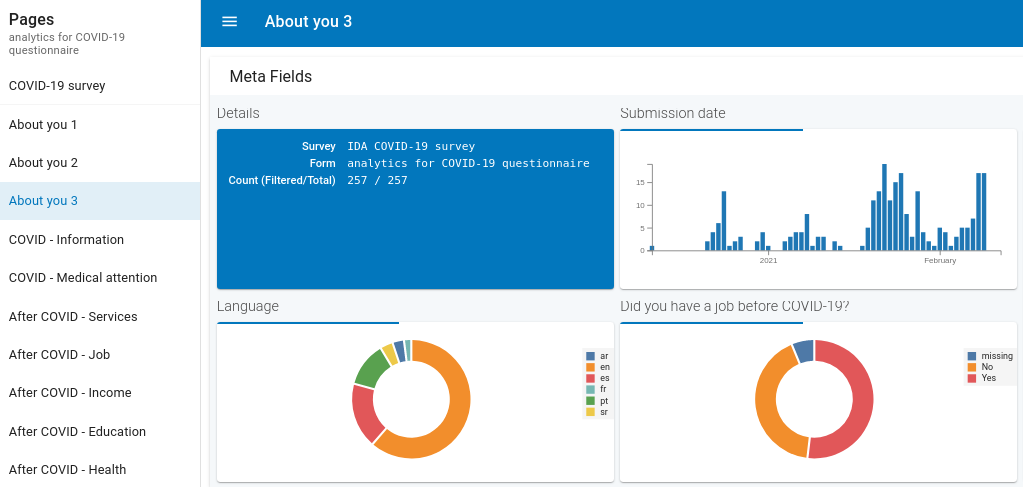 Pages
analytics for COVID-19
questionnaire
COVID-19 survey
About you 1
About you 2
About you 3
COVID - Information
COVID - Medical attention
After COVID - Services
After COVID - Job
After COVID - Income
After COVID - Education
After COVID - Health
About you 3
Meta Fields
Details
Survey IDA COVID-19 survey
Form analytics for COVID-19 questionnaire
Count (Filtered/Total) 257 / 257
Submission date
15
10
5
0
2021 February
Language
ar
en
es
fr
pt
sr
Did you have a job before COVID-19?
missing
No
Yes